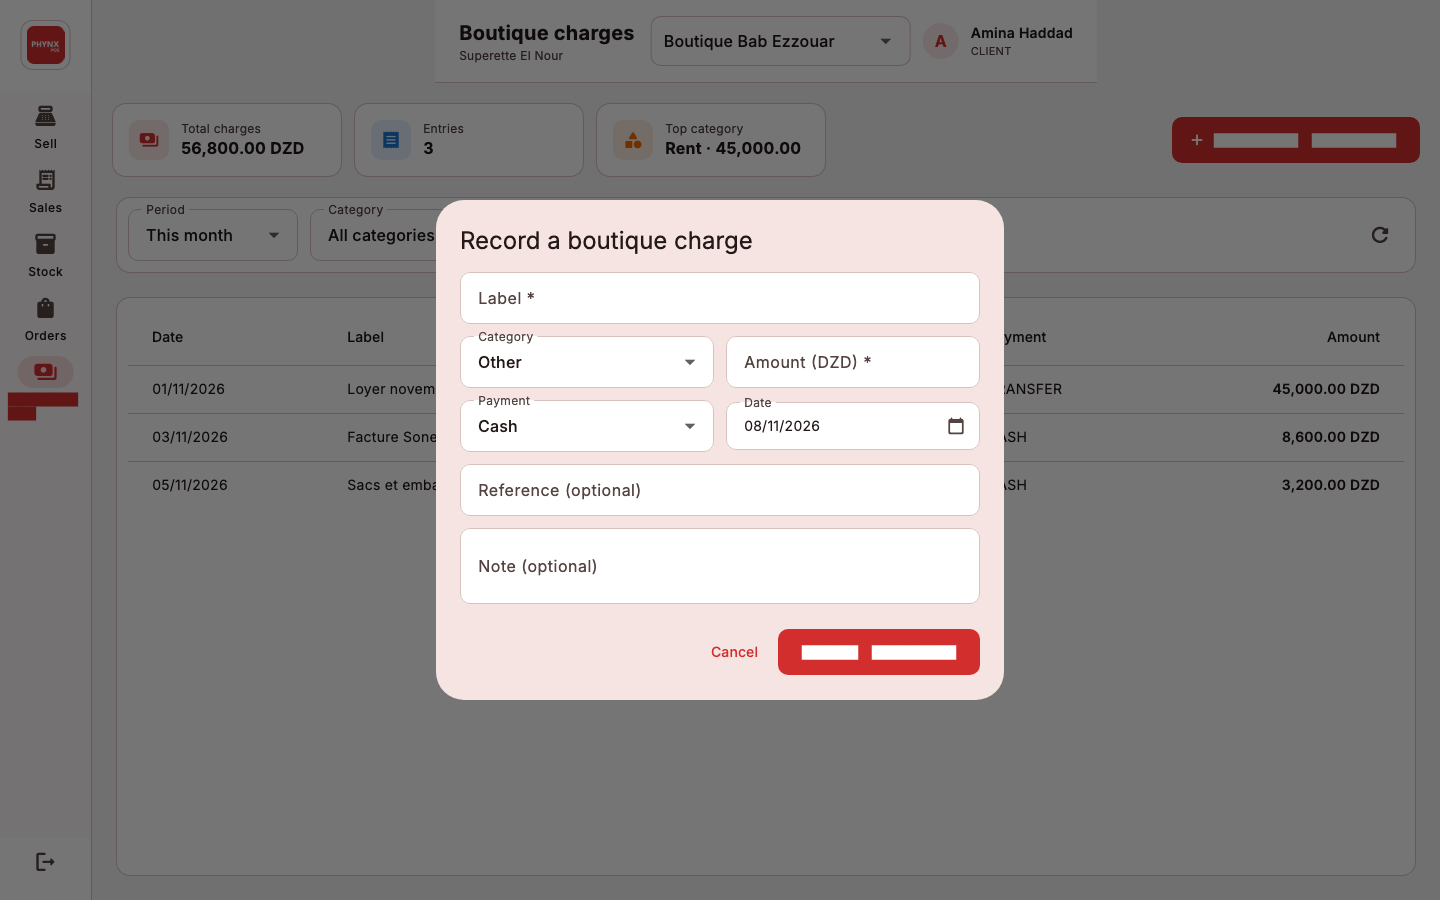 PHYNX
POS
Boutique charges
Superette El Nour
Boutique Bab Ezzouar
A
Amina Haddad
CLIENT
Sell
Sales
Stock
Orders
Total charges
56,800.00 DZD
Entries
3
Top category
Rent · 45,000.00
+
Period
This month
Category
All categories
Date
Label
yment
Amount
01/11/2026
Loyer novem
RANSFER
45,000.00 DZD
03/11/2026
Facture Sone
ASH
8,600.00 DZD
05/11/2026
Sacs et emba
ASH
3,200.00 DZD
Record a boutique charge
Label *
Category
Other
Amount (DZD) *
Payment
Cash
Date
08/11/2026
Reference (optional)
Note (optional)
Cancel